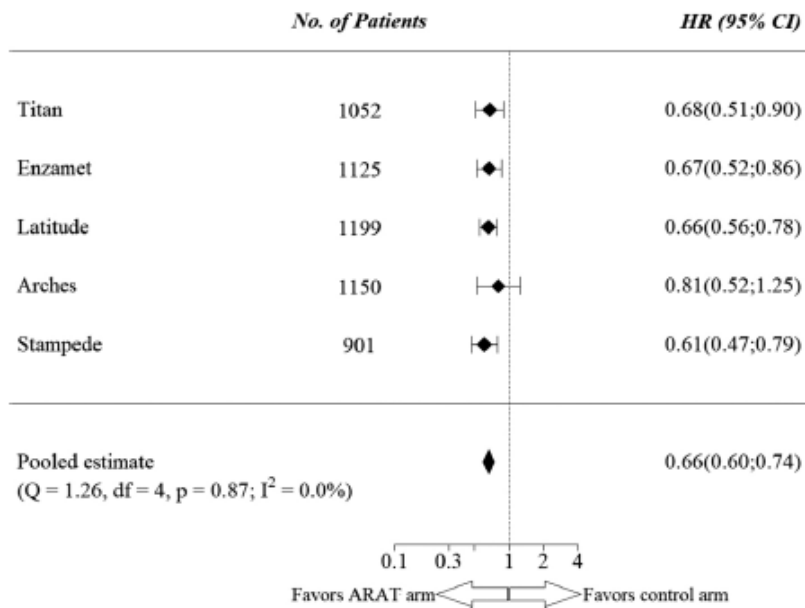 No. of Patients HR (95% CI)
Titan 1052 0.68(0.51;0.90)
Enzamet 1125 0.67(0.52;0.86)
Latitude 1199 0.66(0.56;0.78)
Arches 1150 0.81(0.52;1.25)
Stampede 901 0.61(0.47;0.79)
Pooled estimate 0.66(0.60;0.74)
(Q = 1.26, df = 4, p = 0.87; I² = 0.0%)
0.1 0.3 1 2 4
Favors ARAT arm Favors control arm